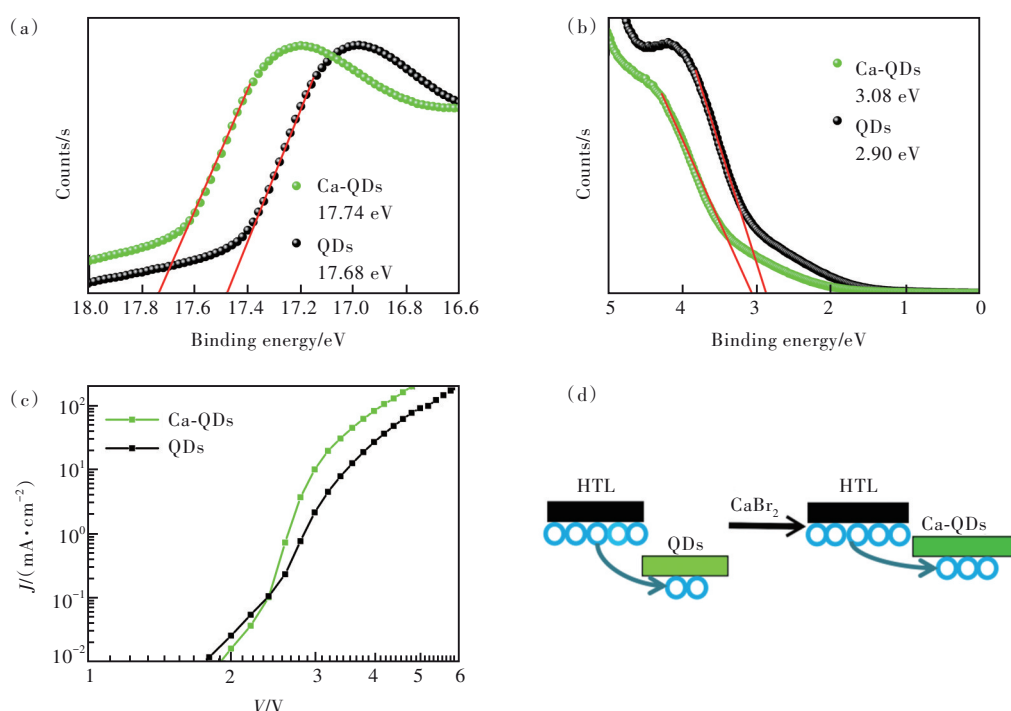 (a)
Counts/s
Ca-QDs
17.74 eV
QDs
17.68 eV
18.0 17.8 17.6 17.4 17.2 17.0 16.8 16.6
Binding energy/eV
(b)
Counts/s
Ca-QDs
3.08 eV
QDs
2.90 eV
5 4 3 2 1 0
Binding energy/eV
(c)
J/(mA·cm⁻²)
10²
10¹
10⁰
10⁻¹
10⁻²
Ca-QDs
QDs
1 2 3 4 5 6
V/V
(d)
HTL
CaBr₂
HTL
QDs
Ca-QDs